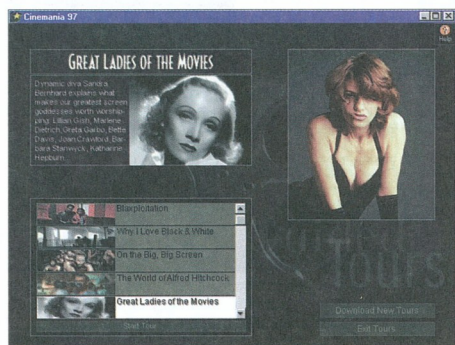 Cinemania 97
Help
GREAT LADIES OF THE MOVIES
Dynamic diva Sandra
Bernhard explains what
makes our greatest screen
goddesses worth worship-
ping: Lillian Gish, Marlene
Dietrich, Greta Garbo, Bette
Davis, Joan Crawford, Bar-
bara Stanwyck, Katharine
Hepburn
Blaxploitation
Why I Love Black & White
On the Big, Big Screen
The World of Alfred Hitchcock
Great Ladies of the Movies
Start Tour
Tours
Download New Tours
Exit Tours